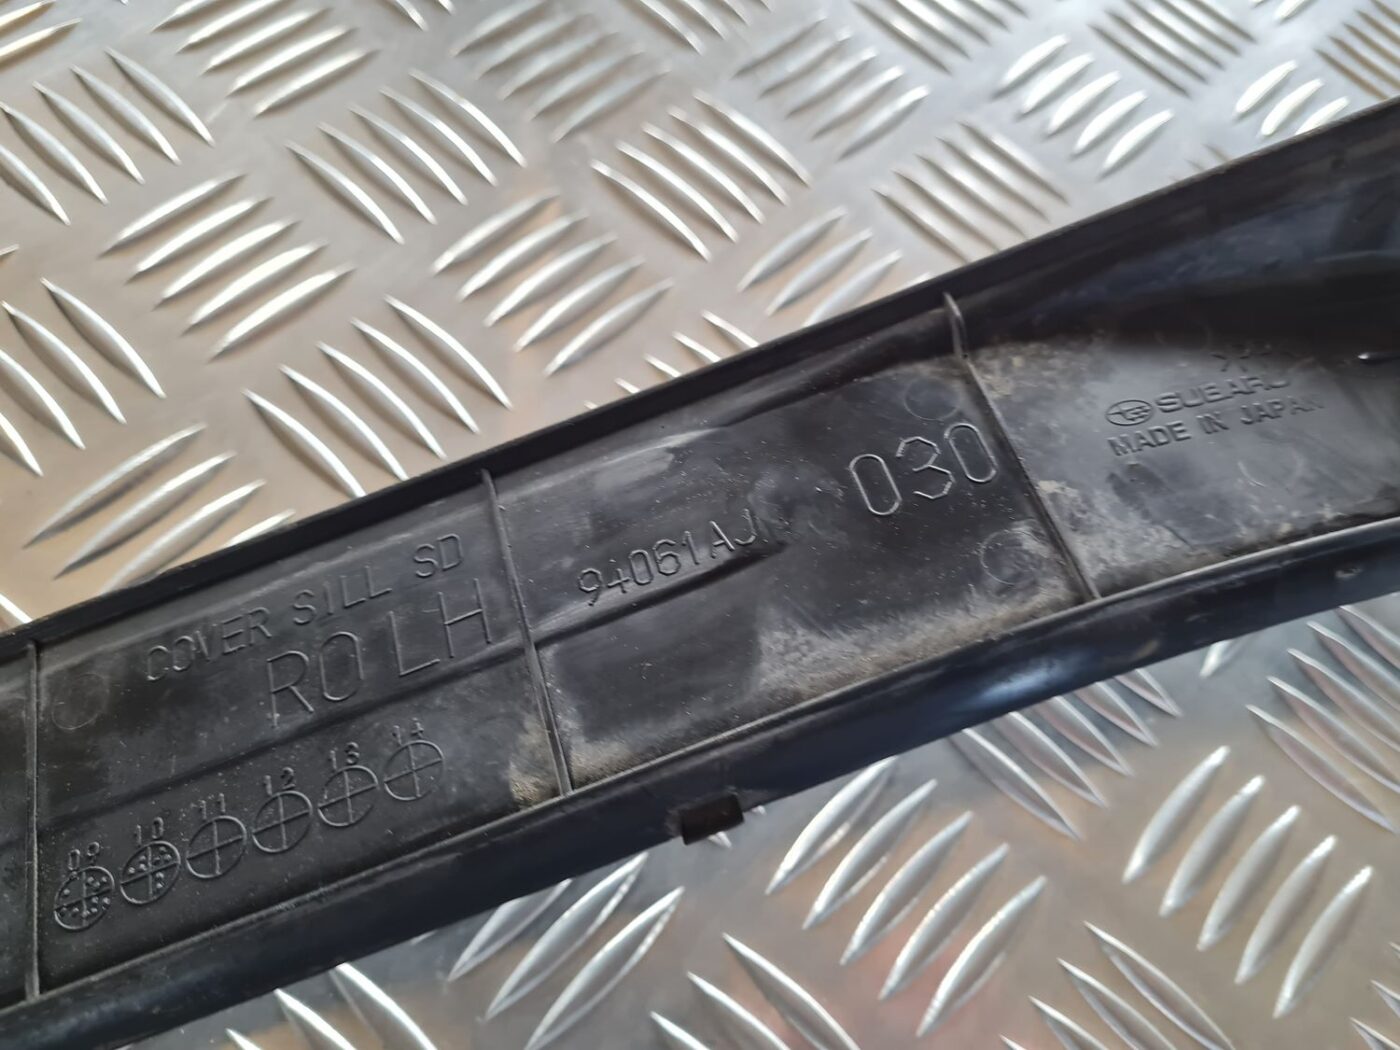 COVER SILL SD
RO LH
94061AJ
030
SUBARU
MADE IN JAPAN
09 10 11 12 13 14